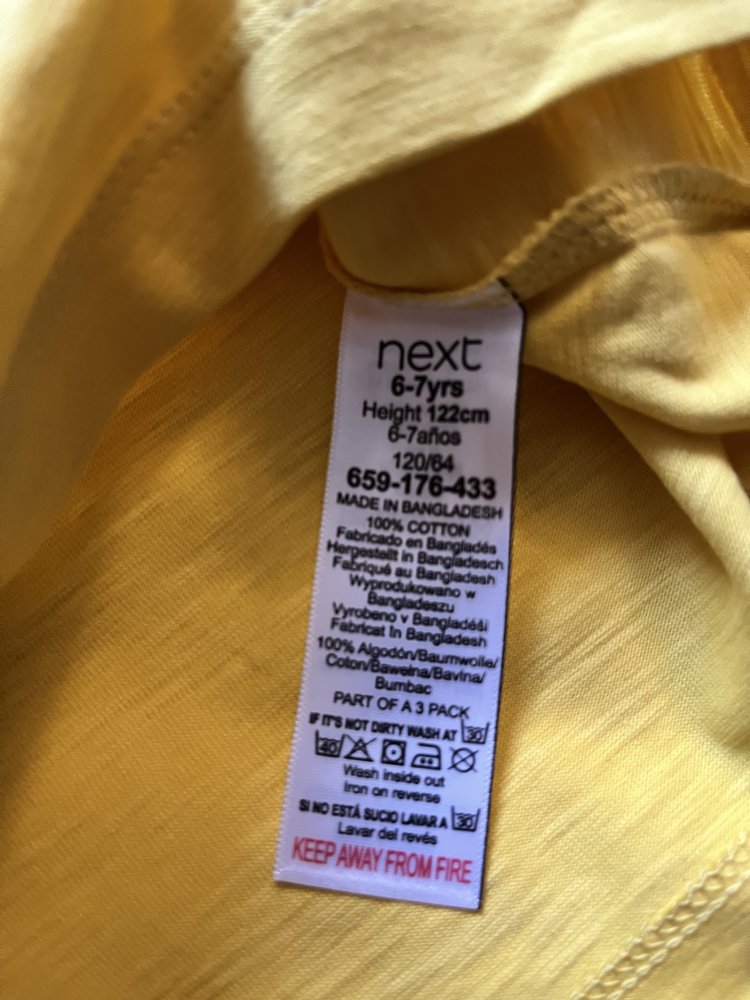 next
6-7yrs
Height 122cm
6-7años
120/64
659-176-433
MADE IN BANGLADESH
100% COTTON
Fabricado en Bangladés
Hergestellt in Bangladesch
Fabriqué au Bangladesh
Wyprodukowano w
Bangladeszu
Vyrobeno v Bangladéši
Fabricat în Bangladesh
100% Algodón/Baumwolle/
Coton/Bawełna/Bavlna/
Bumbac
PART OF A 3 PACK
IF IT'S NOT DIRTY WASH AT 30
40
Wash inside out
Iron on reverse
SI NO ESTÁ SUCIO LAVAR A 30
Lavar del revés
KEEP AWAY FROM FIRE